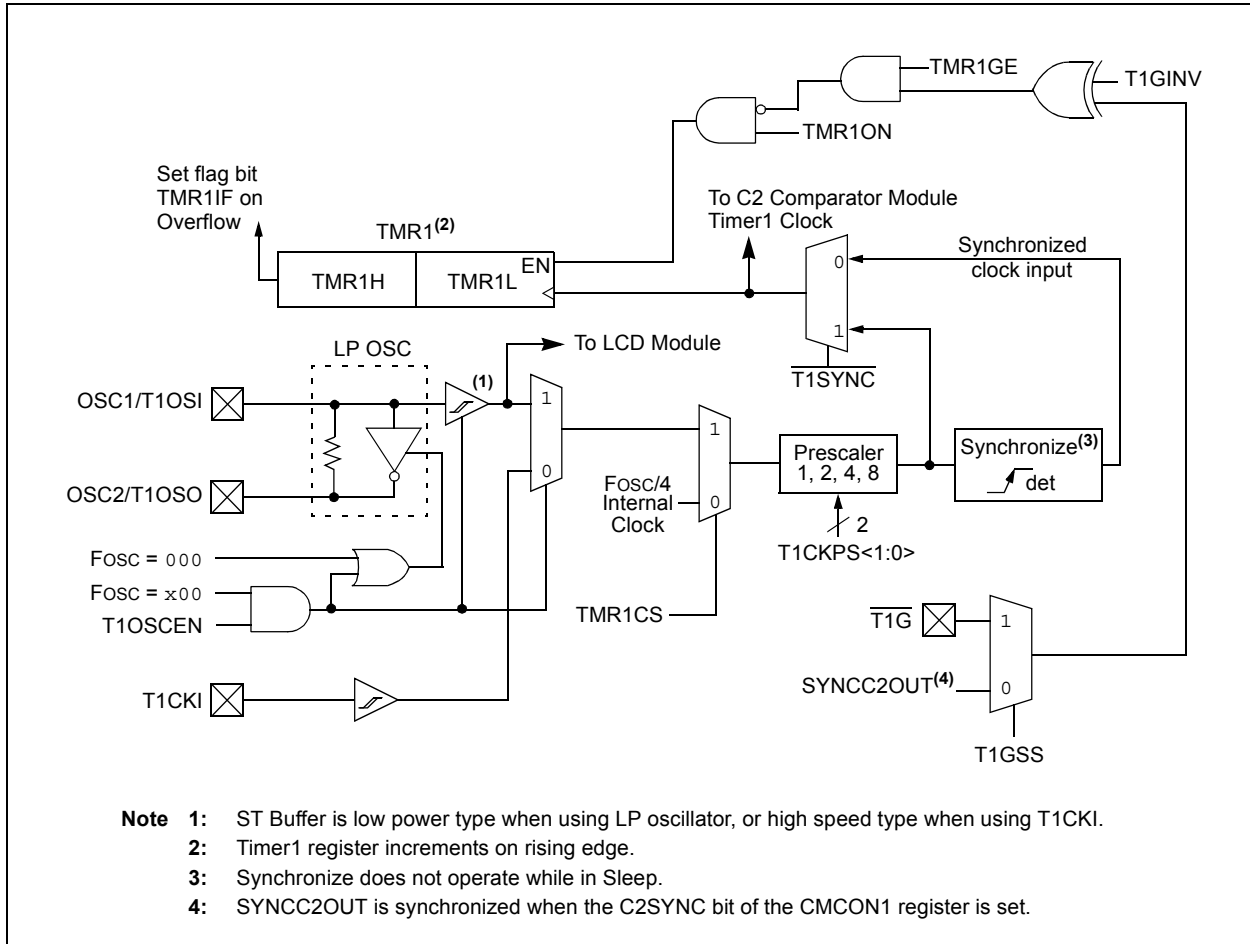 TMR1GE
T1GINV
TMR1ON
Set flag bit
TMR1IF on
Overflow
To C2 Comparator Module
Timer1 Clock
TMR1(2)
EN
TMR1H
TMR1L
0
1
Synchronized
clock input
T1SYNC
To LCD Module
LP OSC
(1)
OSC1/T1OSI
OSC2/T1OSO
1
0
1
0
FOSC/4
Internal
Clock
Prescaler
1, 2, 4, 8
Synchronize(3)
det
2
T1CKPS<1:0>
FOSC = 000
FOSC = x00
T1OSCEN
TMR1CS
T1G
1
SYNCC2OUT(4)
0
T1CKI
T1GSS
Note 1: ST Buffer is low power type when using LP oscillator, or high speed type when using T1CKI.
2: Timer1 register increments on rising edge.
3: Synchronize does not operate while in Sleep.
4: SYNCC2OUT is synchronized when the C2SYNC bit of the CMCON1 register is set.